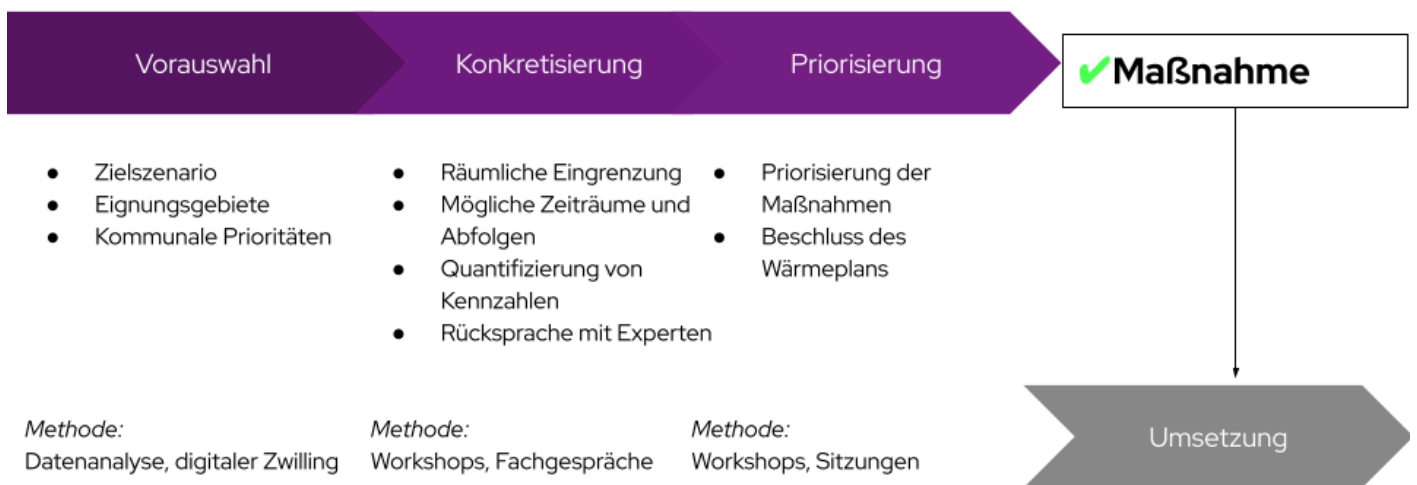 Vorauswahl
Konkretisierung
Priorisierung
✔Maßnahme
● Zielszenario
● Eignungsgebiete
● Kommunale Prioritäten
● Räumliche Eingrenzung
● Mögliche Zeiträume und
Abfolgen
● Quantifizierung von
Kennzahlen
● Rücksprache mit Experten
● Priorisierung der
Maßnahmen
● Beschluss des
Wärmeplans
Methode:
Datenanalyse, digitaler Zwilling
Methode:
Workshops, Fachgespräche
Methode:
Workshops, Sitzungen
Umsetzung